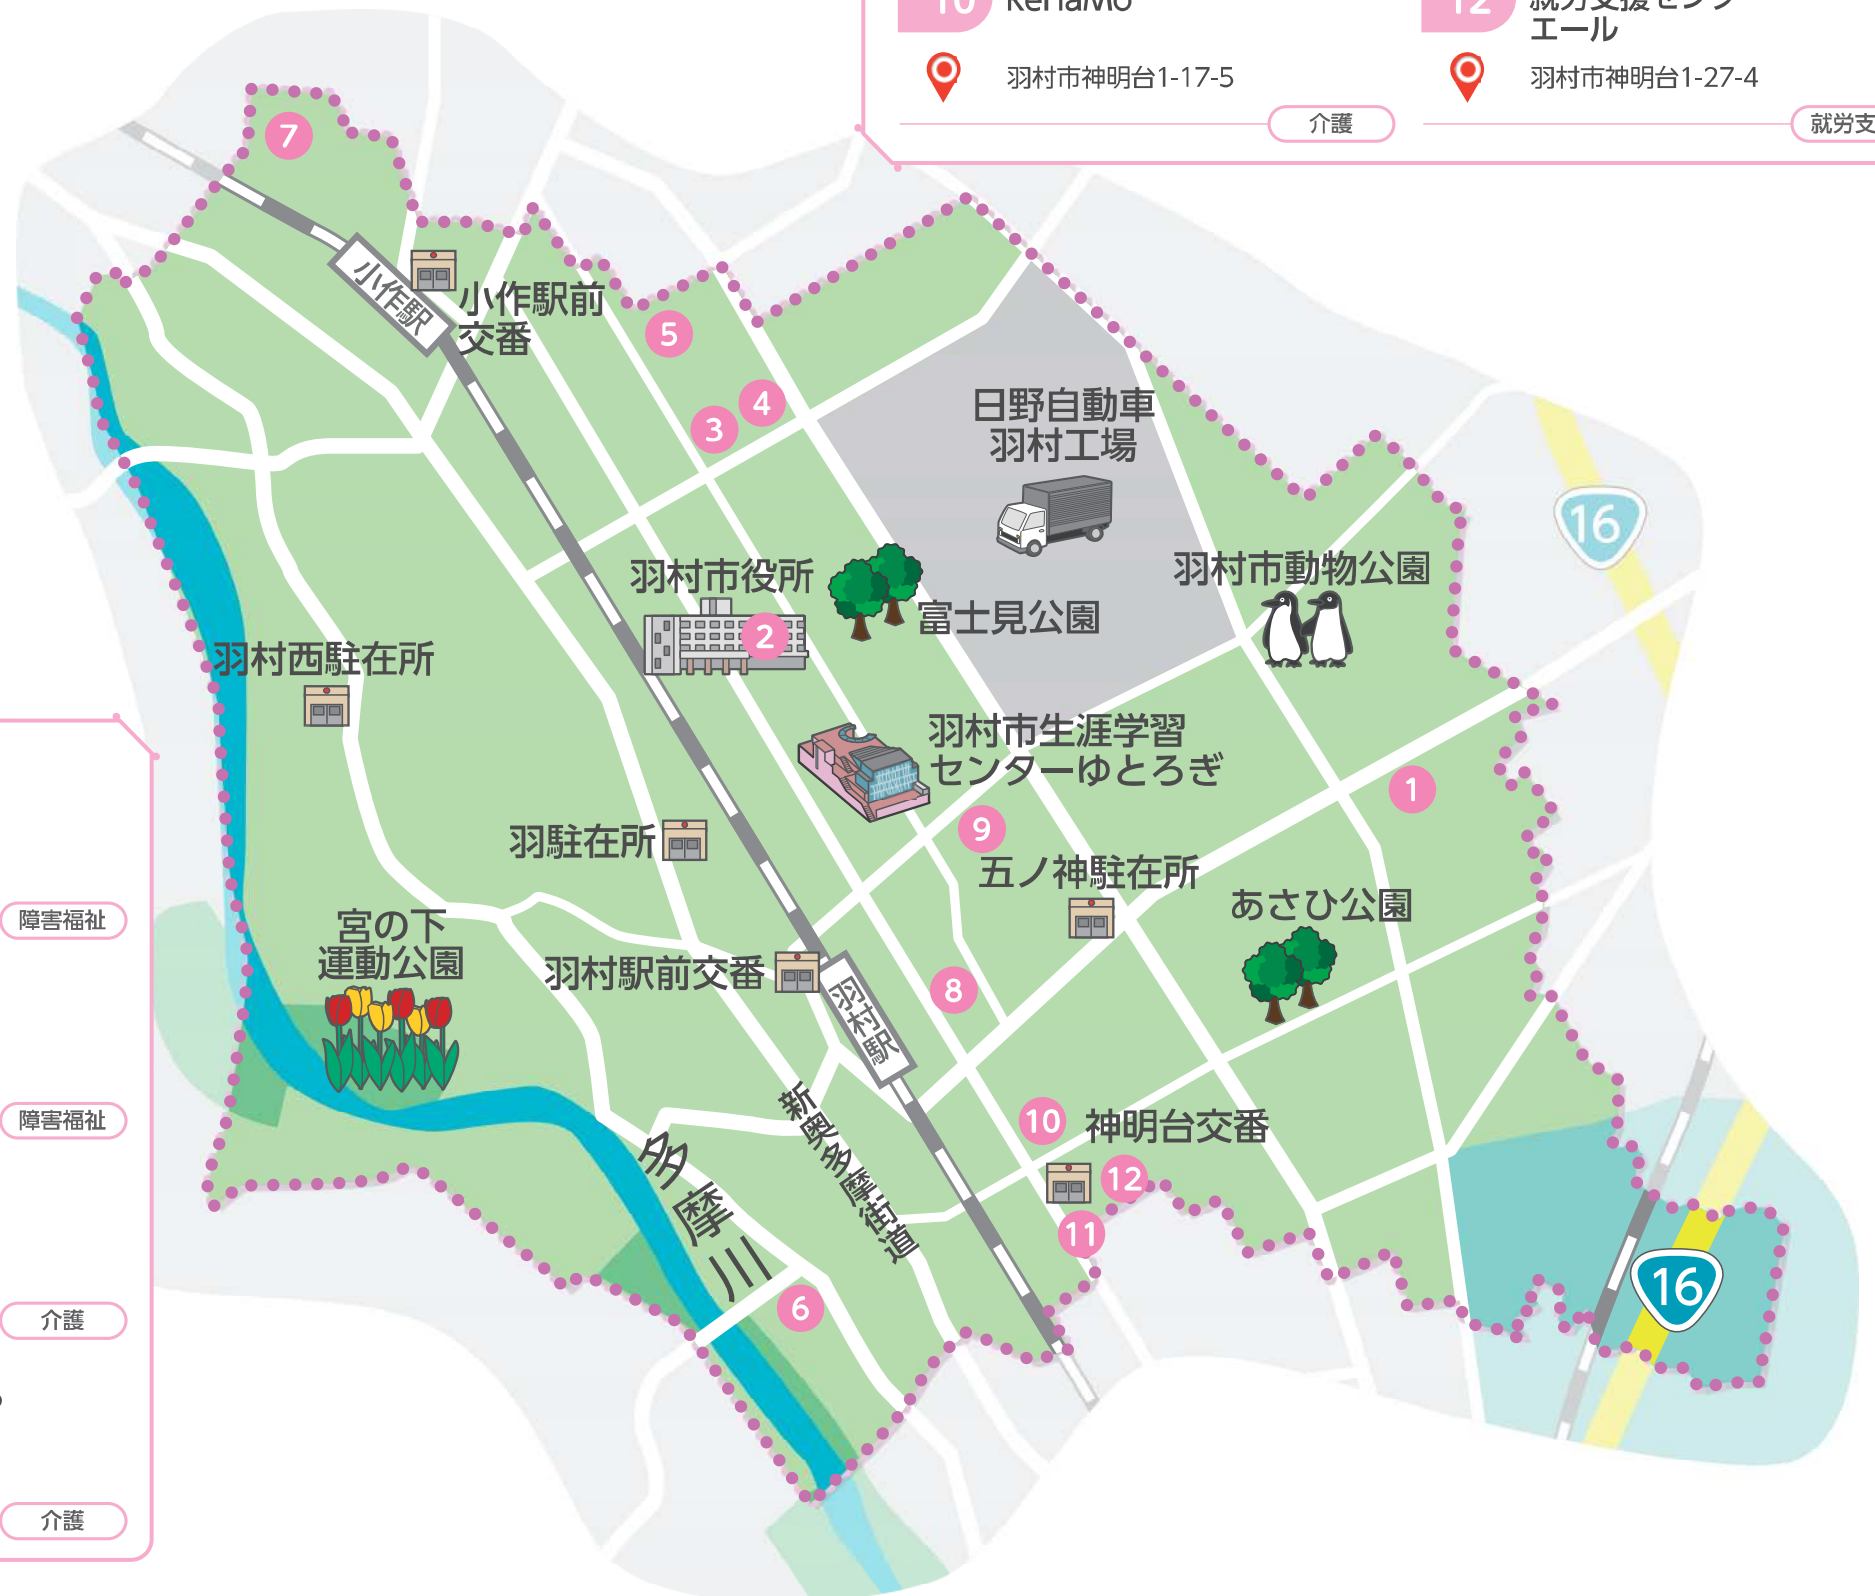 10
12
エール
羽村市神明台1-17-5
羽村市神明台1-27-4
介護
就労支
7
小作駅
小作駅前
交番
5
4
3
日野自動車
羽村工場
16
羽村市役所
2
富士見公園
羽村市動物公園
羽村西駐在所
羽村市生涯学習
センターゆとろぎ
1
9
羽駐在所
五ノ神駐在所
あさひ公園
障害福祉
宮の下
運動公園
羽村駅前交番
羽村駅
8
障害福祉
新奥多摩街道
10
神明台交番
多摩川
12
11
16
6
介護
介護